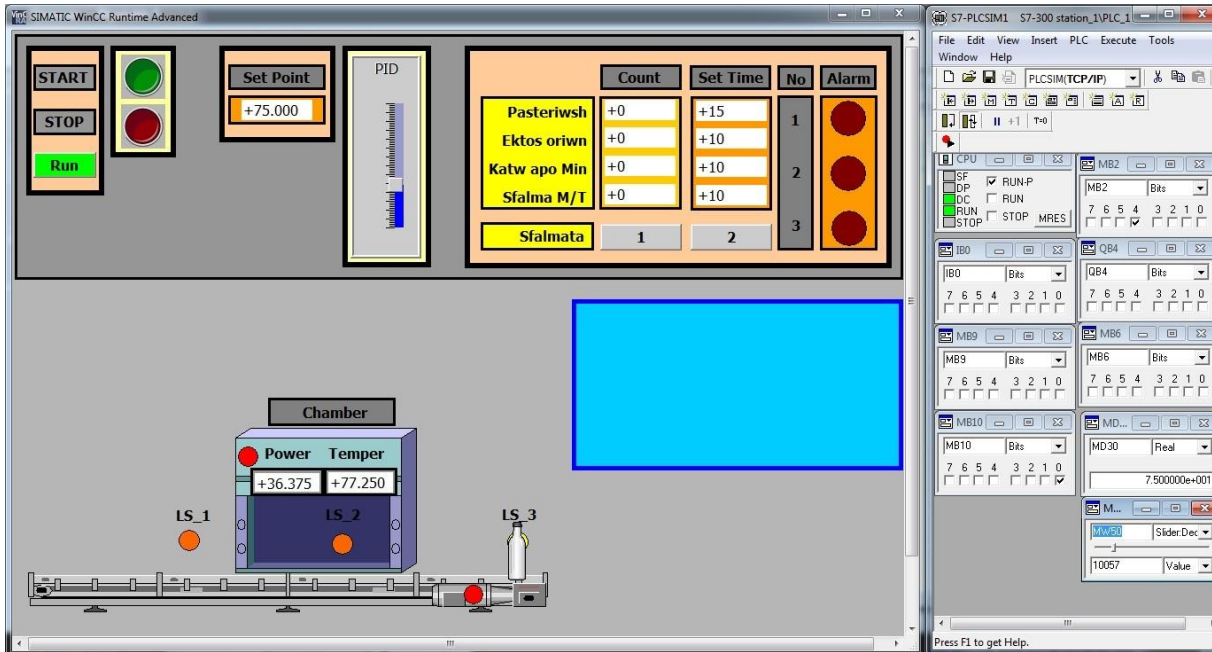 SIMATIC WinCC Runtime Advanced
START
STOP
Run
Set Point
+75.000
PID
Count Set Time No Alarm
Pasteriwsh +0 +15
1
Ektos oriwn +0 +10
Katw apo Min +0 +10
2
Sfalma M/T +0 +10
3
Sfalmata 1 2
Chamber
Power Temper
+36.375 +77.250
LS_1
LS_2
LS_3
S7-PLCSIM1 S7-300 station_1\PLC_1
File Edit View Insert PLC Execute Tools
Window Help
PLCSIM(TCP/IP)
+1 T=0
CPU
SF
DP
DC
RUN
STOP
RUN-P
RUN
STOP MRES
MB2
MB2 Bits
7 6 5 4 3 2 1 0
IB0
IB0 Bits
7 6 5 4 3 2 1 0
QB4
QB4 Bits
7 6 5 4 3 2 1 0
MB9
MB9 Bits
7 6 5 4 3 2 1 0
MB6
MB6 Bits
7 6 5 4 3 2 1 0
MB10
MB10 Bits
7 6 5 4 3 2 1 0
MD...
MD30 Real
7.500000e+001
M...
MW50 Slider:Dec
10057 Value
Press F1 to get Help.